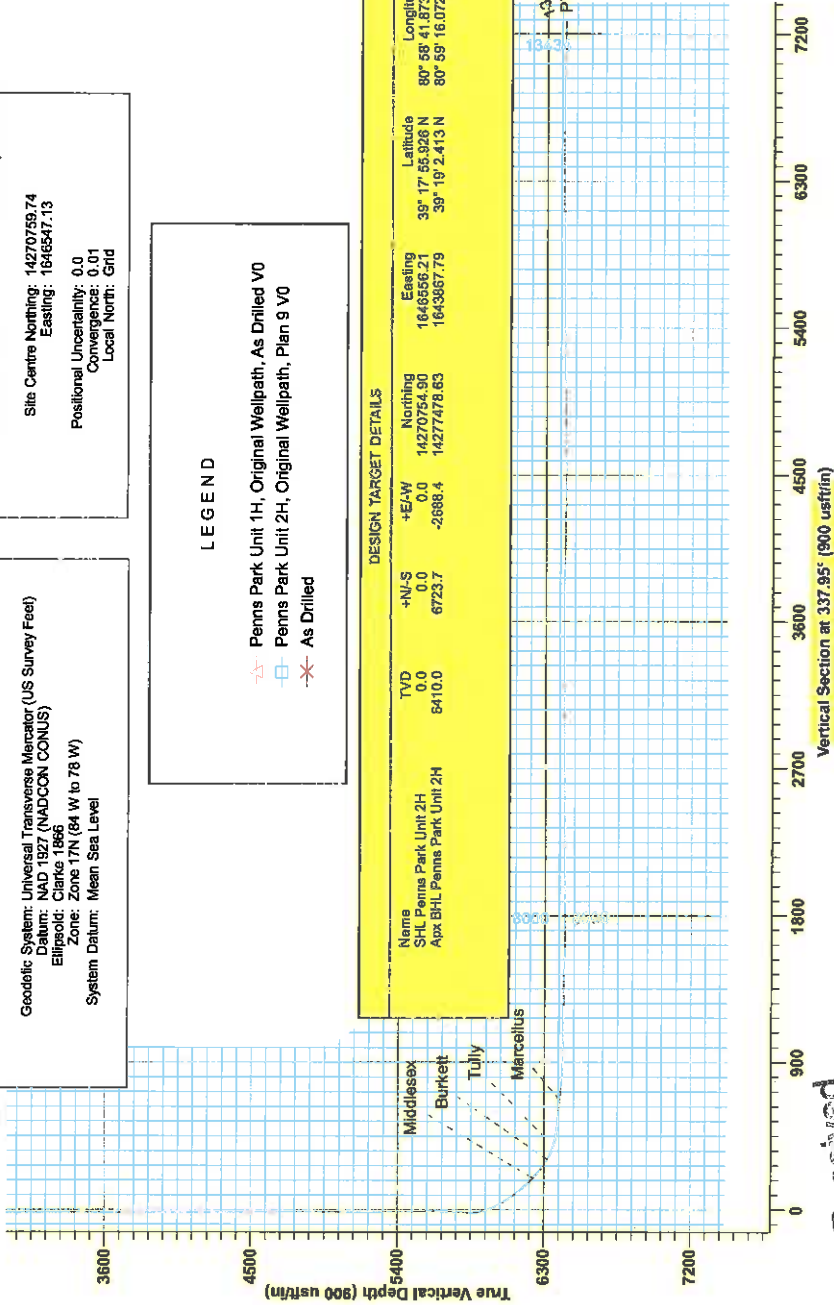 Geodetic System: Universal Transverse Mercator (US Survey Feet)
Datum: NAD 1927 (NADCON CONUS)
Ellipsoid: Clarke 1866
Zone: Zone 17N (84 W to 78 W)
System Datum: Mean Sea Level
Site Centre Northing: 14270759.74
Easting: 1646547.13
Positional Uncertainty: 0.0
Convergence: 0.01
Local North: Grid
LEGEND
Penns Park Unit 1H, Original Wellpath, As Drilled V0
Penns Park Unit 2H, Original Wellpath, Plan 9 V0
As Drilled
DESIGN TARGET DETAILS
Name TVD +N/-S +E/-W Northing Easting Latitude
SHL Penns Park Unit 2H 0.0 0.0 0.0 14270754.90 1646556.21 39° 17' 55.926 N 80° 58'
Apx BHL Penns Park Unit 2H 6410.0 6723.7 -2688.4 14277478.63 1643867.79 39° 19' 2.413 N 80° 59'
Middlesex
Burkett
Tully
Marcellus
3600
4500
5400
6300
7200
True Vertical Depth (900 usft/in)
0 900 1800 2700 3600 4500 5400 6300 7200
Vertical Section at 337.95° (900 usft/in)